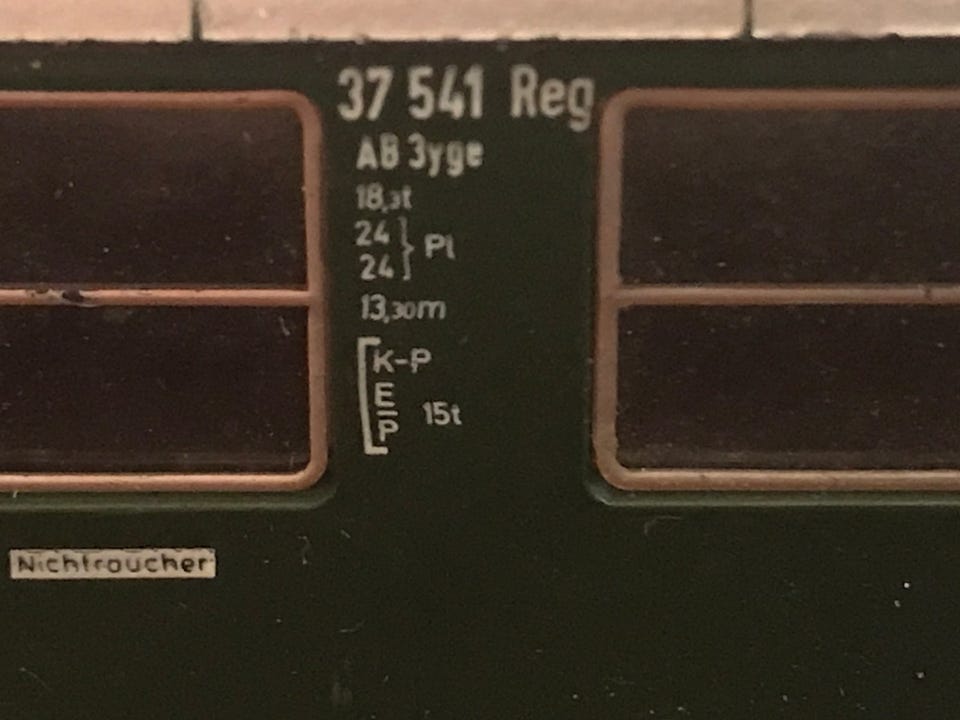 37 541 Reg
AB 3yge
18,3t
24
24 } Pl
13,30m
K-P
E
P 15t
Nichtraucher